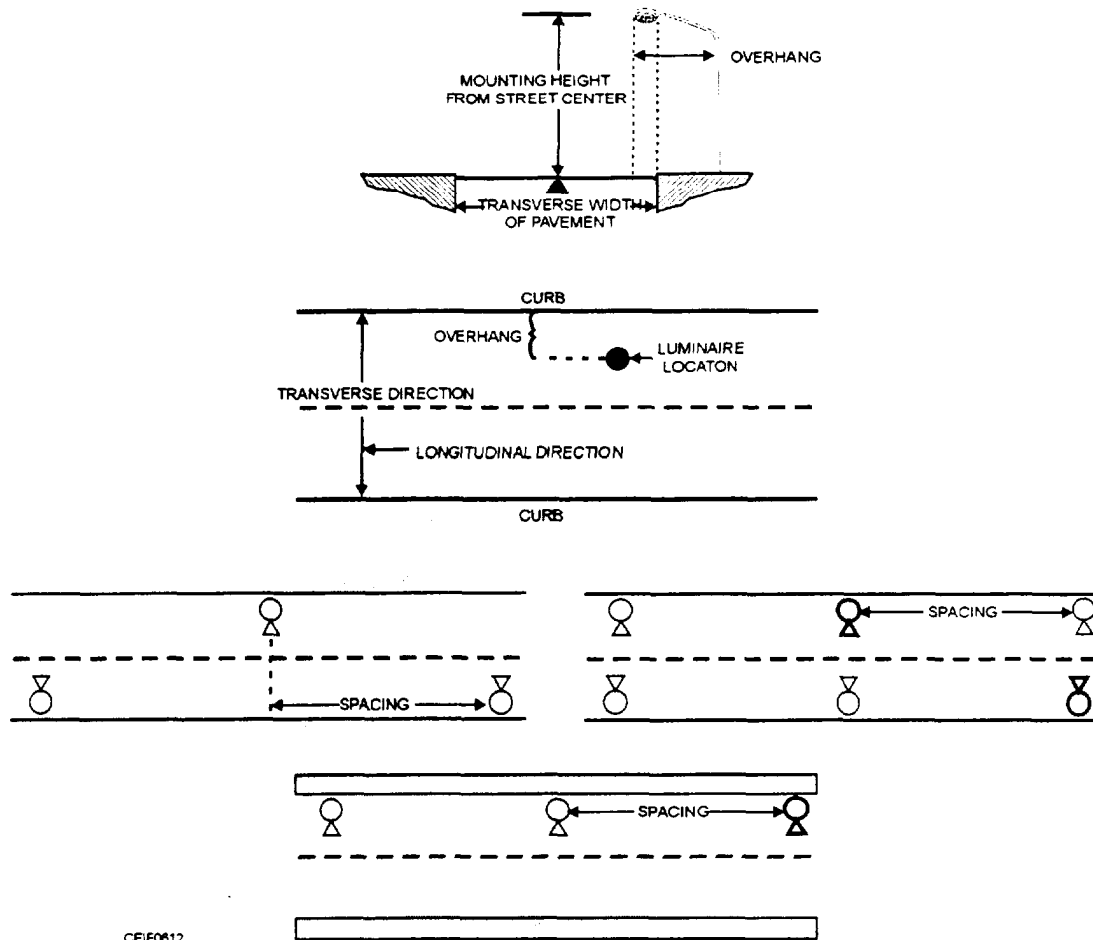 OVERHANG
MOUNTING HEIGHT
FROM STREET CENTER
TRANSVERSE WIDTH
OF PAVEMENT
CURB
OVERHANG
LUMINAIRE
LOCATON
TRANSVERSE DIRECTION
LONGITUDINAL DIRECTION
CURB
SPACING
SPACING
SPACING
CEIF0612